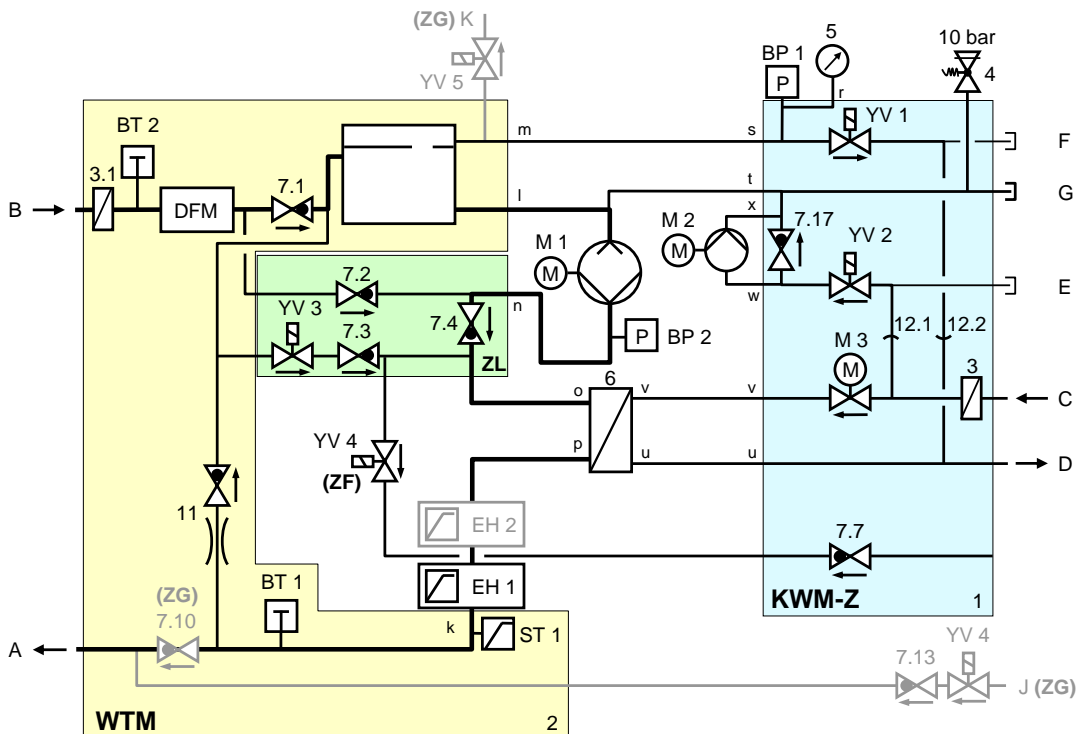 (ZG) K
5
10 bar
BP 1
YV 5
P
4
r
BT 2
YV 1
m
s
F
3.1
7.1
t
B
DFM
l
G
x
M 2
7.17
M 1
M
YV 2
7.2
M
E
YV 3
n
w
7.4
7.3
P
BP 2
12.1
12.2
M 3
ZL
6
M
3
o
v
v
C
YV 4
p
(ZF)
u
u
D
11
EH 2
7.7
BT 1
EH 1
(ZG)
KWM-Z
1
7.10
k
ST 1
YV 4
A
7.13
J (ZG)
WTM
2